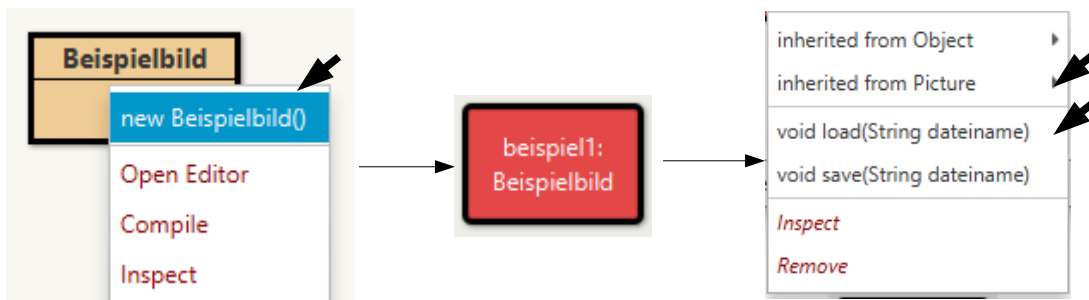 Beispielbild
new Beispielbild()
Open Editor
Compile
Inspect
beispiel1:
Beispielbild
inherited from Object
inherited from Picture
void load(String dateiname)
void save(String dateiname)
Inspect
Remove